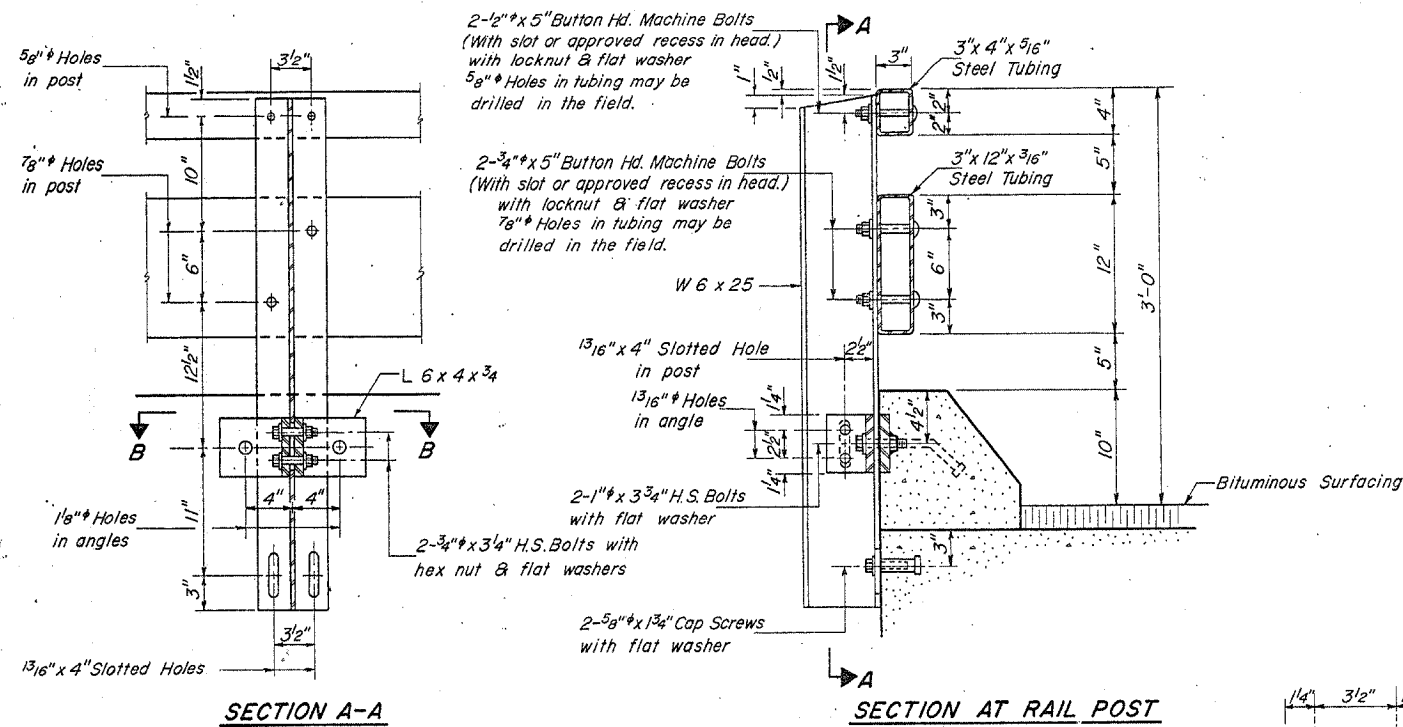 5/8"φ Holes
in post
3 1/2"
1 1/2"
7/8"φ Holes
in post
10"
6"
12 1/2"
L 6 x 4 x 3/4
B
B
4"
4"
11"
1 1/8"φ Holes
in angles
3"
3 1/2"
13/16" x 4" Slotted Holes
2-3/4"φ x 3 1/4" H.S. Bolts with
hex nut & flat washers
SECTION A-A
2-1/2"φ x 5" Button Hd. Machine Bolts
(With slot or approved recess in head.)
with locknut & flat washer
5/8"φ Holes in tubing may be
drilled in the field.
2-3/4"φ x 5" Button Hd. Machine Bolts
(With slot or approved recess in head.)
with locknut & flat washer
7/8"φ Holes in tubing may be
drilled in the field.
W 6 x 25
13/16" x 4" Slotted Hole
in post
13/16"φ Holes
in angle
2-1"φ x 3 3/4" H.S. Bolts
with flat washer
2-5/8"φ x 1 3/4" Cap Screws
with flat washer
A
1"
1/2"
1 1/2"
3"
3" x 4" x 5/16"
Steel Tubing
2"
2"
4"
5"
3" x 12" x 3/16"
Steel Tubing
3"
6"
3"
12"
3'-0"
5"
2 1/2"
1 1/4"
2 1/2"
1 1/4"
4 1/2"
10"
Bituminous Surfacing
3"
A
SECTION AT RAIL POST
1 1/4"
3 1/2"